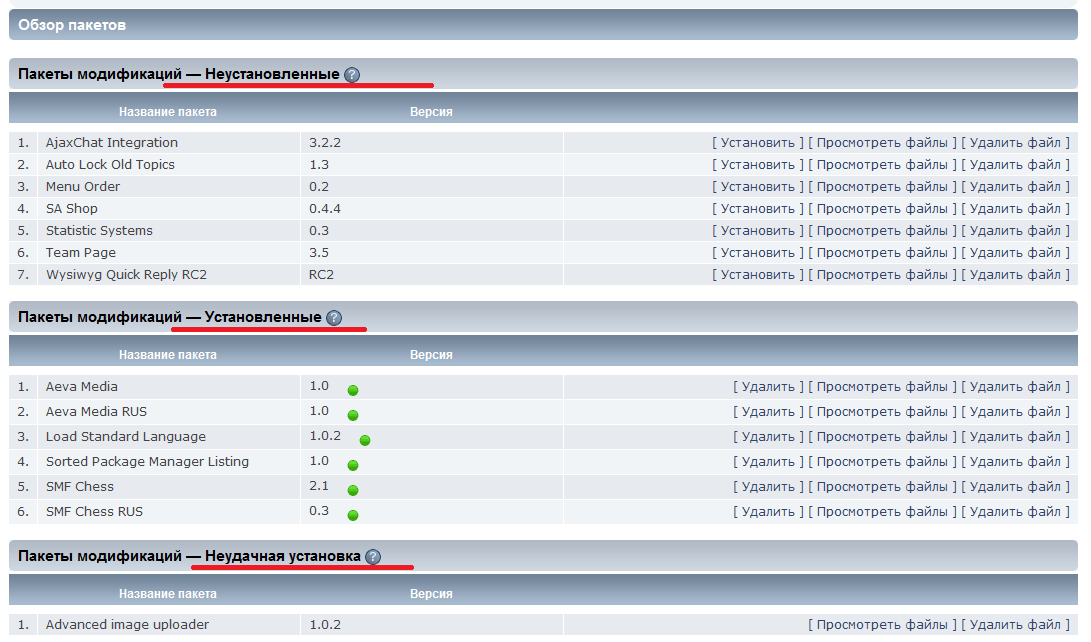 Обзор пакетов
Пакеты модификаций — Неустановленные ?
Название пакета Версия
1. AjaxChat Integration 3.2.2 [ Установить ] [ Просмотреть файлы ] [ Удалить файл ]
2. Auto Lock Old Topics 1.3 [ Установить ] [ Просмотреть файлы ] [ Удалить файл ]
3. Menu Order 0.2 [ Установить ] [ Просмотреть файлы ] [ Удалить файл ]
4. SA Shop 0.4.4 [ Установить ] [ Просмотреть файлы ] [ Удалить файл ]
5. Statistic Systems 0.3 [ Установить ] [ Просмотреть файлы ] [ Удалить файл ]
6. Team Page 3.5 [ Установить ] [ Просмотреть файлы ] [ Удалить файл ]
7. Wysiwyg Quick Reply RC2 RC2 [ Установить ] [ Просмотреть файлы ] [ Удалить файл ]
Пакеты модификаций — Установленные ?
Название пакета Версия
1. Aeva Media 1.0 [ Удалить ] [ Просмотреть файлы ] [ Удалить файл ]
2. Aeva Media RUS 1.0 [ Удалить ] [ Просмотреть файлы ] [ Удалить файл ]
3. Load Standard Language 1.0.2 [ Удалить ] [ Просмотреть файлы ] [ Удалить файл ]
4. Sorted Package Manager Listing 1.0 [ Удалить ] [ Просмотреть файлы ] [ Удалить файл ]
5. SMF Chess 2.1 [ Удалить ] [ Просмотреть файлы ] [ Удалить файл ]
6. SMF Chess RUS 0.3 [ Удалить ] [ Просмотреть файлы ] [ Удалить файл ]
Пакеты модификаций — Неудачная установка ?
Название пакета Версия
1. Advanced image uploader 1.0.2 [ Просмотреть файлы ] [ Удалить файл ]